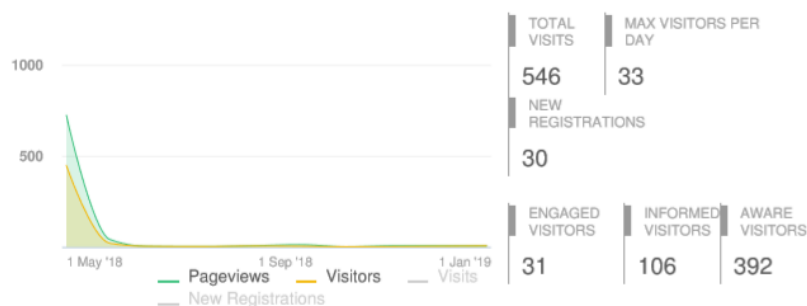 1000
500
1 May '18
1 Sep '18
1 Jan '19
Pageviews
Visitors
Visits
New Registrations
TOTAL
VISITS
546
MAX VISITORS PER
DAY
33
NEW
REGISTRATIONS
30
ENGAGED
VISITORS
31
INFORMED
VISITORS
106
AWARE
VISITORS
392